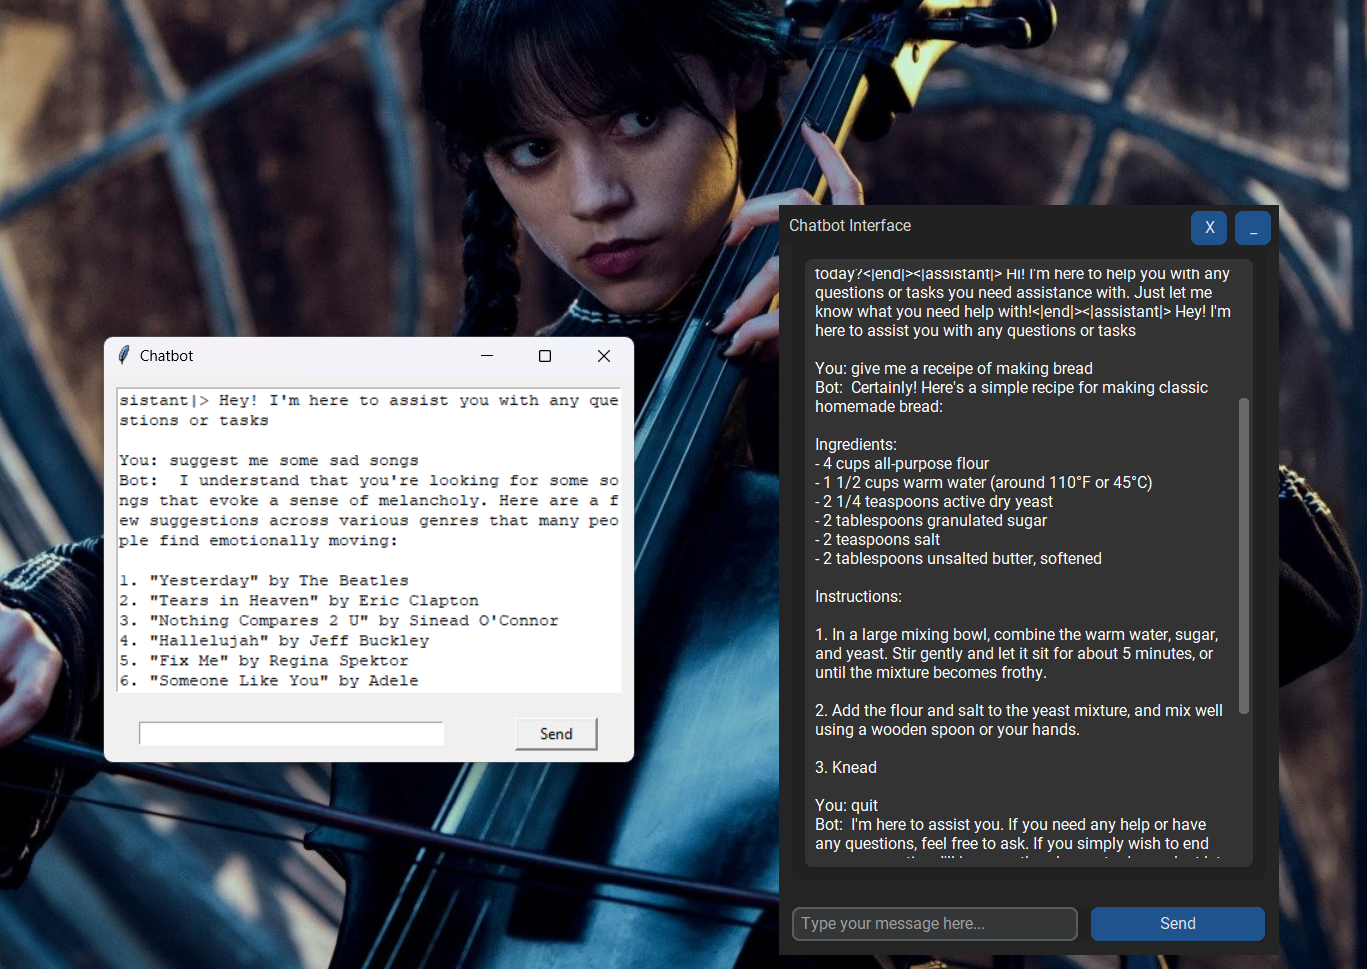 Chatbot
sistant|> Hey! I'm here to assist you with any que
stions or tasks
You: suggest me some sad songs
Bot:  I understand that you're looking for some so
ngs that evoke a sense of melancholy. Here are a f
ew suggestions across various genres that many peo
ple find emotionally moving:
1. "Yesterday" by The Beatles
2. "Tears in Heaven" by Eric Clapton
3. "Nothing Compares 2 U" by Sinead O'Connor
4. "Hallelujah" by Jeff Buckley
5. "Fix Me" by Regina Spektor
6. "Someone Like You" by Adele
Send
Chatbot Interface
X _
today?<|end|><|assistant|> Hi! I'm here to help you with any
questions or tasks you need assistance with. Just let me
know what you need help with!<|end|><|assistant|> Hey! I'm
here to assist you with any questions or tasks
You: give me a receipe of making bread
Bot:  Certainly! Here's a simple recipe for making classic
homemade bread:
Ingredients:
- 4 cups all-purpose flour
- 1 1/2 cups warm water (around 110°F or 45°C)
- 2 1/4 teaspoons active dry yeast
- 2 tablespoons granulated sugar
- 2 teaspoons salt
- 2 tablespoons unsalted butter, softened
Instructions:
1. In a large mixing bowl, combine the warm water, sugar,
and yeast. Stir gently and let it sit for about 5 minutes, or
until the mixture becomes frothy.
2. Add the flour and salt to the yeast mixture, and mix well
using a wooden spoon or your hands.
3. Knead
You: quit
Bot:  I'm here to assist you. If you need any help or have
any questions, feel free to ask. If you simply wish to end
Type your message here...
Send